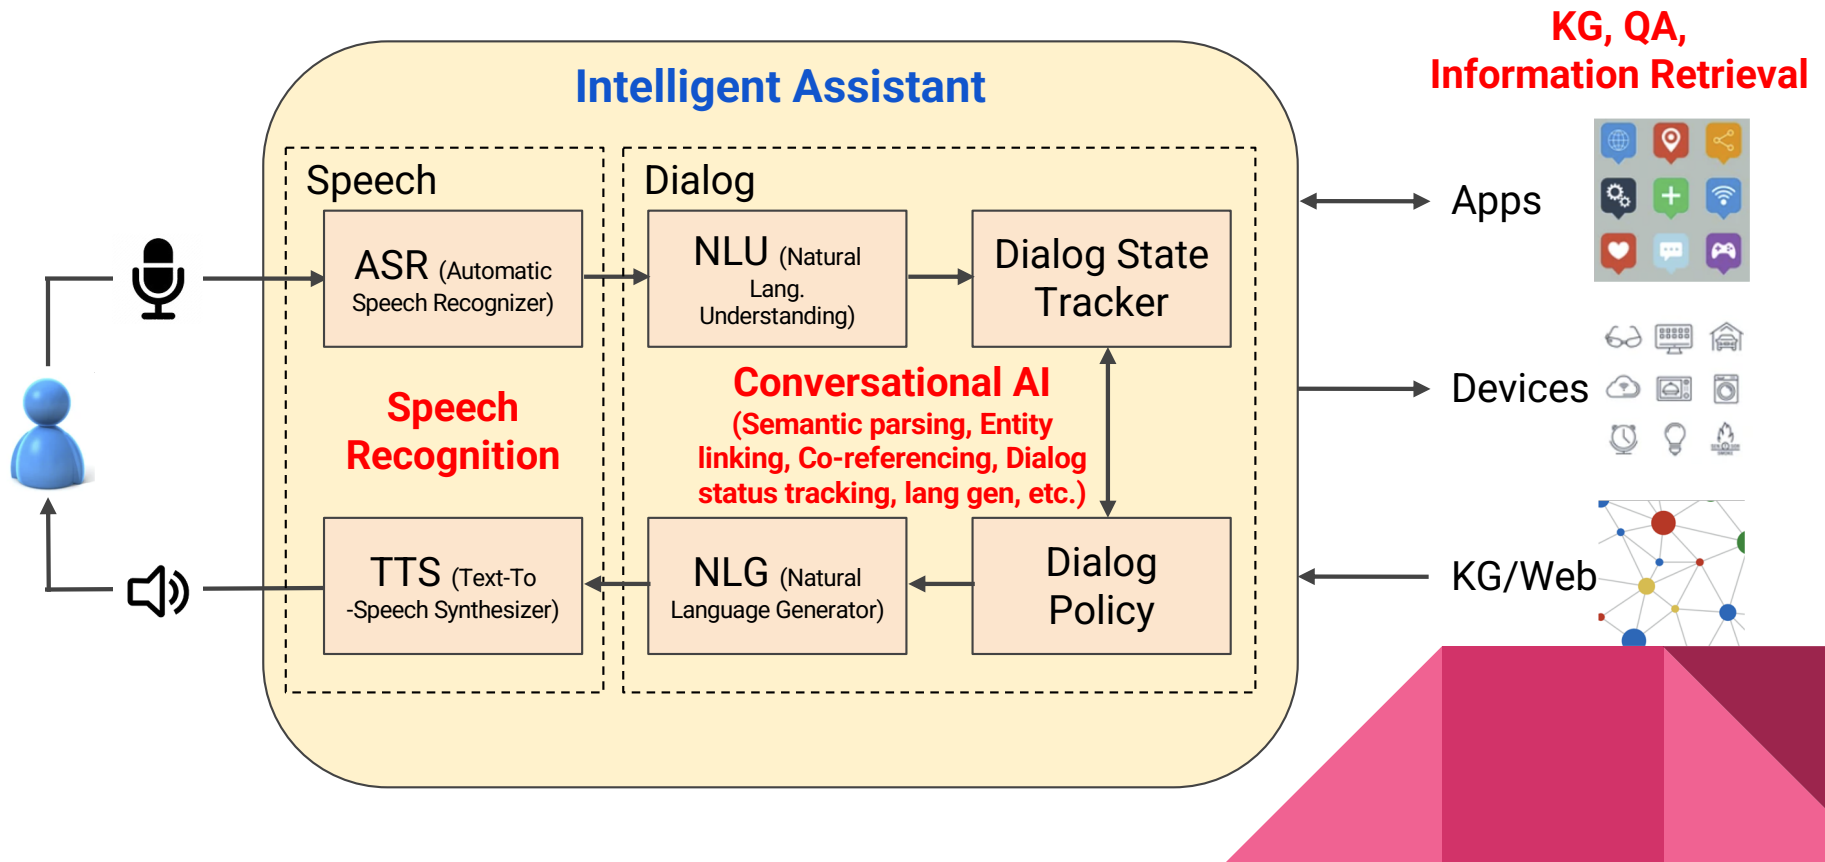 KG, QA,
Information Retrieval
Intelligent Assistant
Speech
Dialog
ASR (Automatic
Speech Recognizer)
NLU (Natural
Lang.
Understanding)
Dialog State
Tracker
Apps
Speech
Recognition
Conversational AI
(Semantic parsing, Entity
linking, Co-referencing, Dialog
status tracking, lang gen, etc.)
Devices
TTS (Text-To
-Speech Synthesizer)
NLG (Natural
Language Generator)
Dialog
Policy
KG/Web